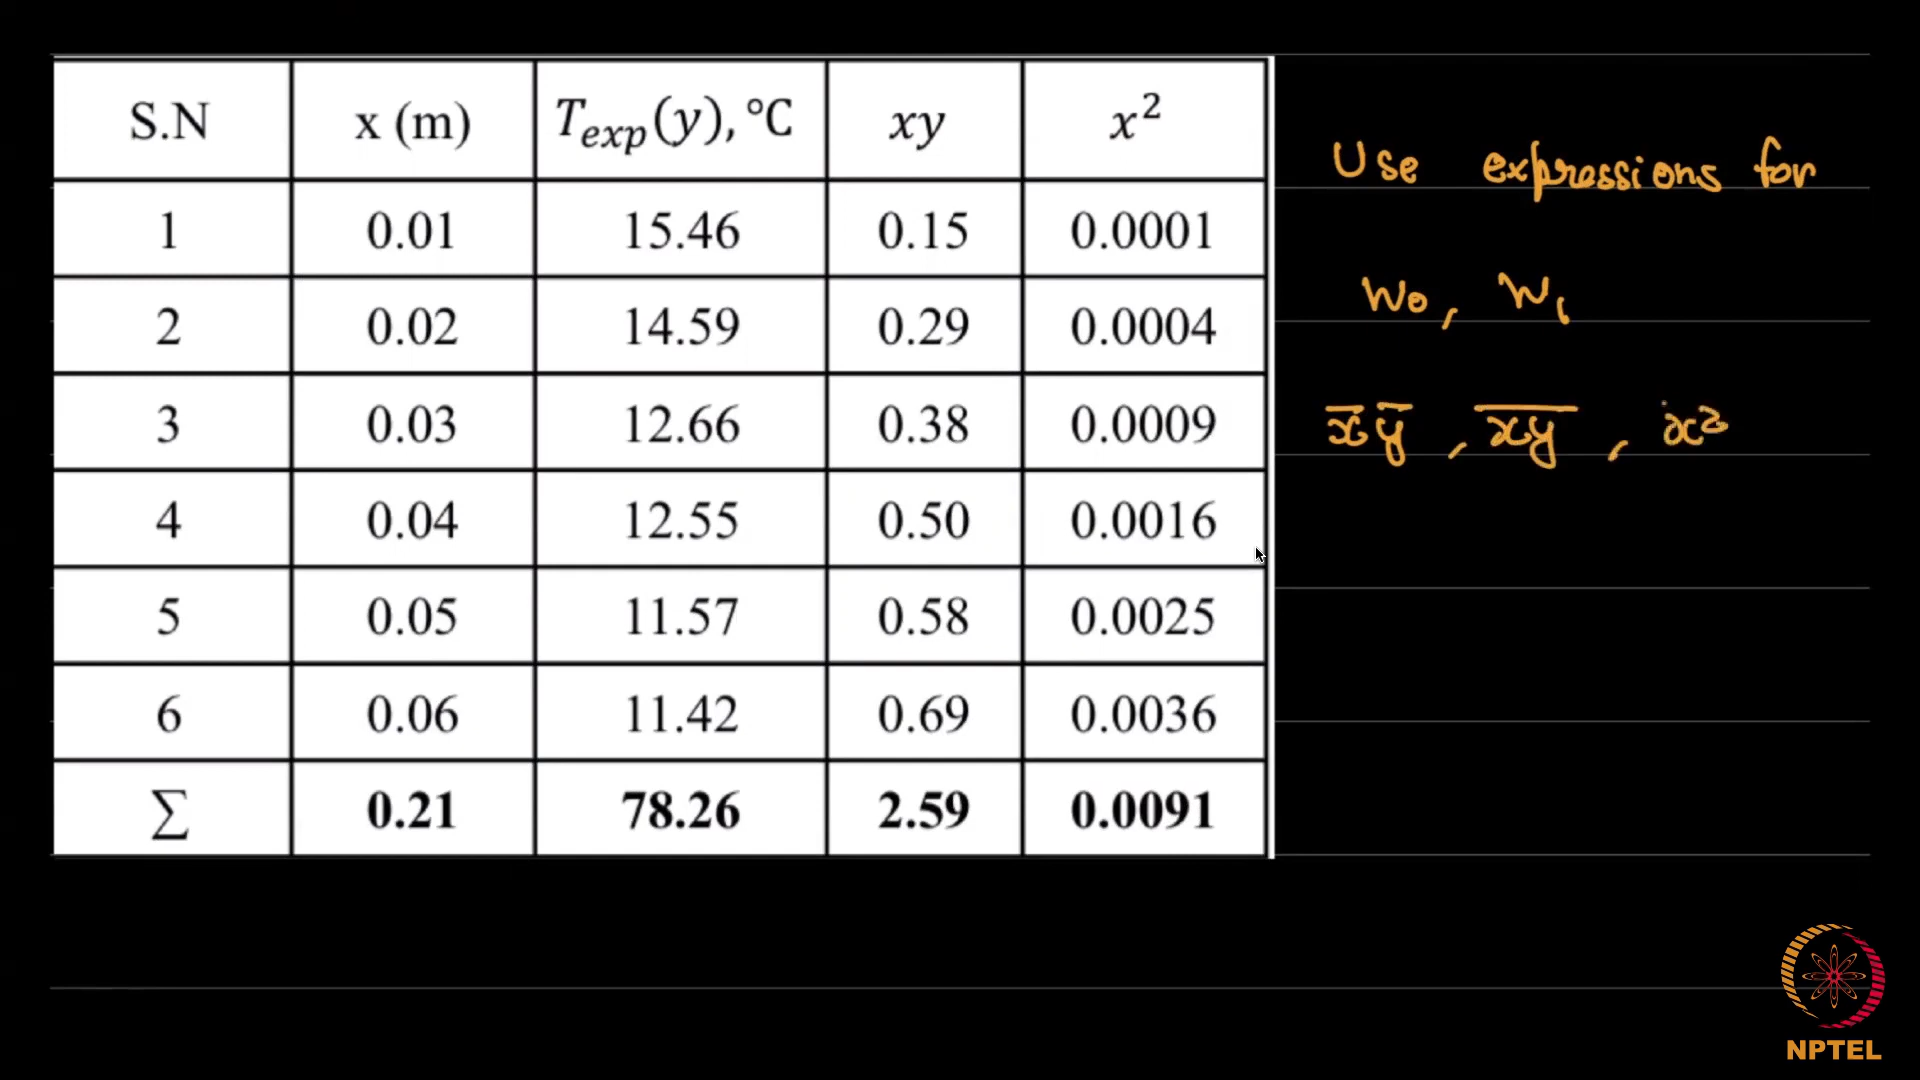 S.N x (m) T_exp(y), °C xy x²
1 0.01 15.46 0.15 0.0001
2 0.02 14.59 0.29 0.0004
3 0.03 12.66 0.38 0.0009
4 0.04 12.55 0.50 0.0016
5 0.05 11.57 0.58 0.0025
6 0.06 11.42 0.69 0.0036
∑ 0.21 78.26 2.59 0.0091
Use expressions for
w₀, w₁
x̄ ȳ, x̅y̅, x²
NPTEL